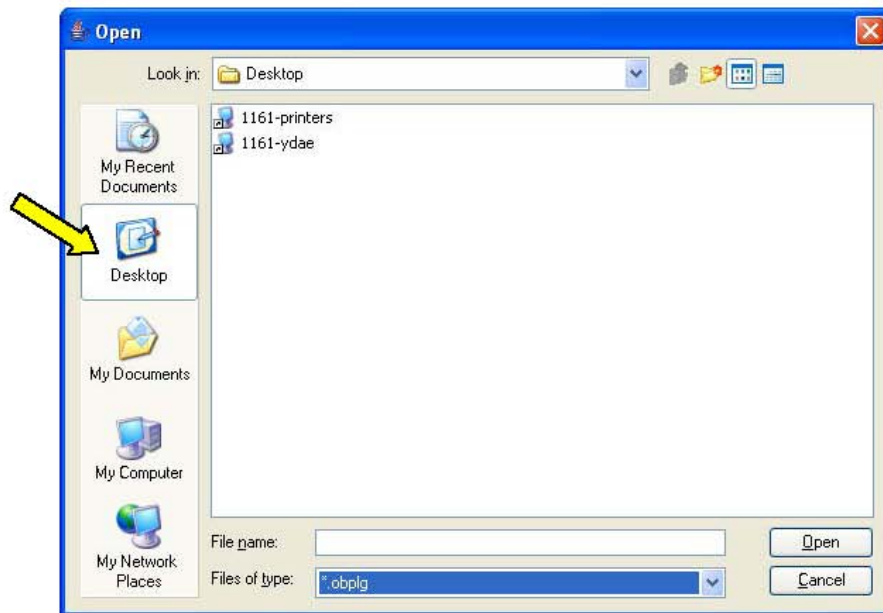 Open
Look in:
Desktop
1161-printers
1161-ydae
My Recent
Documents
Desktop
My Documents
My Computer
My Network
Places
File name:
Open
Files of type:
*.obplg
Cancel